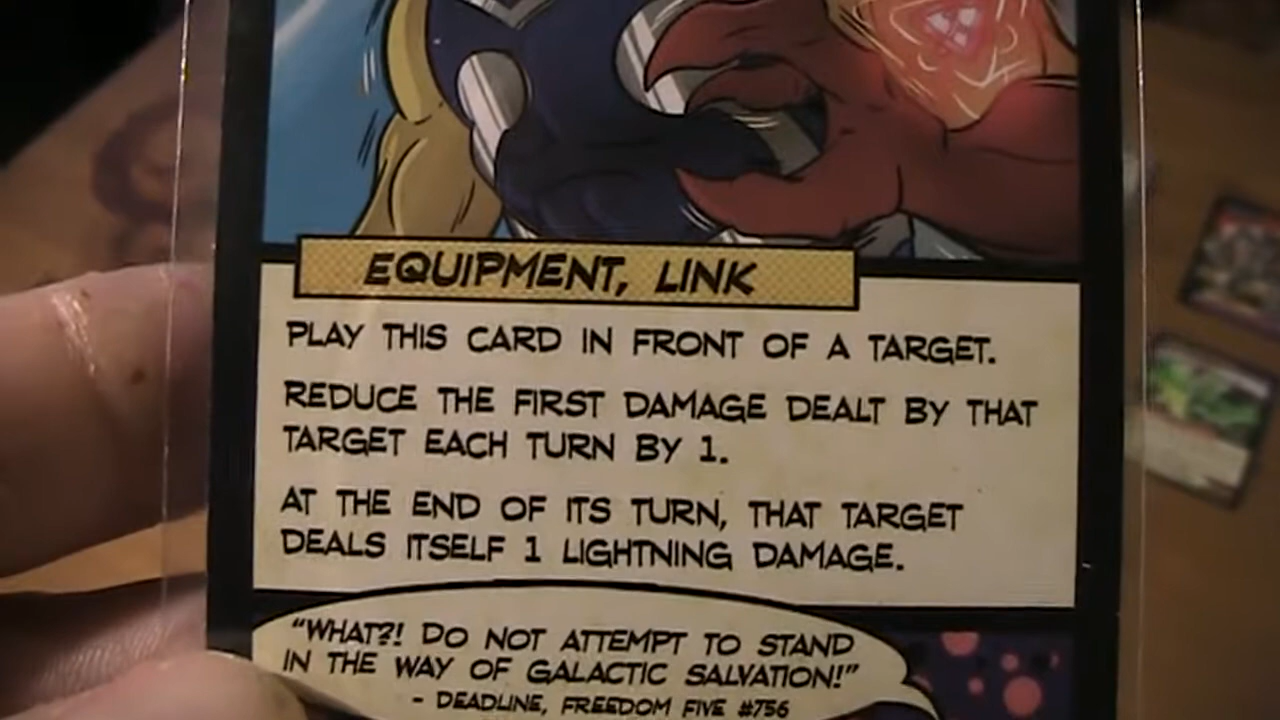 EQUIPMENT, LINK
PLAY THIS CARD IN FRONT OF A TARGET.
REDUCE THE FIRST DAMAGE DEALT BY THAT
TARGET EACH TURN BY 1.
AT THE END OF ITS TURN, THAT TARGET
DEALS ITSELF 1 LIGHTNING DAMAGE.
"WHAT?! DO NOT ATTEMPT TO STAND
IN THE WAY OF GALACTIC SALVATION!"
- DEADLINE, FREEDOM FIVE #756